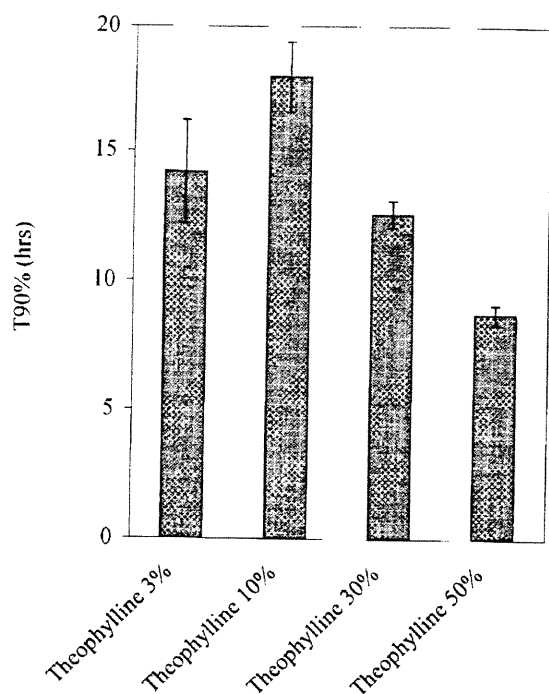 20
15
10
5
0
T90% (hrs)
Theophylline 3%
Theophylline 10%
Theophylline 30%
Theophylline 50%